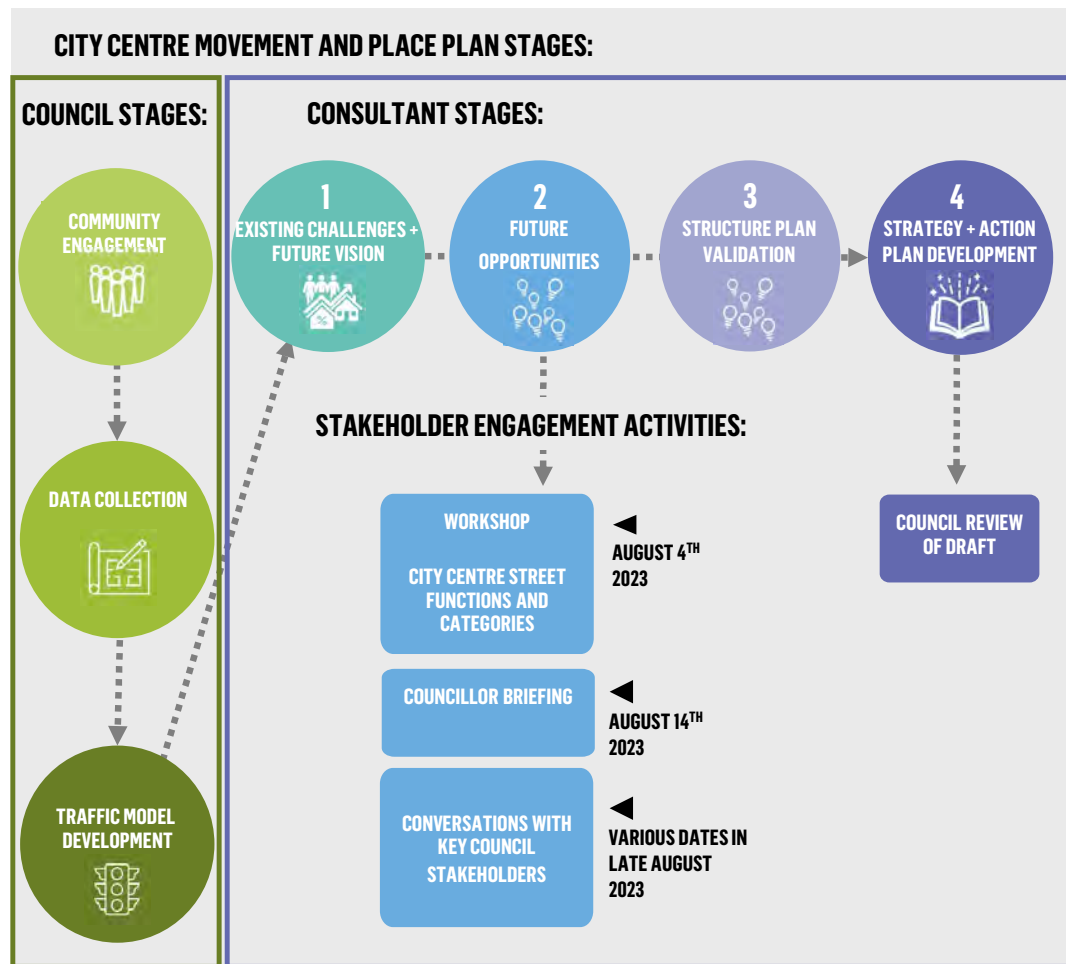 CITY CENTRE MOVEMENT AND PLACE PLAN STAGES:
COUNCIL STAGES:
COMMUNITY
ENGAGEMENT
DATA COLLECTION
TRAFFIC MODEL
DEVELOPMENT
CONSULTANT STAGES:
1
EXISTING CHALLENGES +
FUTURE VISION
%
2
FUTURE
OPPORTUNITIES
3
STRUCTURE PLAN
VALIDATION
4
STRATEGY + ACTION
PLAN DEVELOPMENT
STAKEHOLDER ENGAGEMENT ACTIVITIES:
WORKSHOP
CITY CENTRE STREET
FUNCTIONS AND
CATEGORIES
AUGUST 4TH
2023
COUNCILLOR BRIEFING
AUGUST 14TH
2023
CONVERSATIONS WITH
KEY COUNCIL
STAKEHOLDERS
VARIOUS DATES IN
LATE AUGUST
2023
COUNCIL REVIEW
OF DRAFT